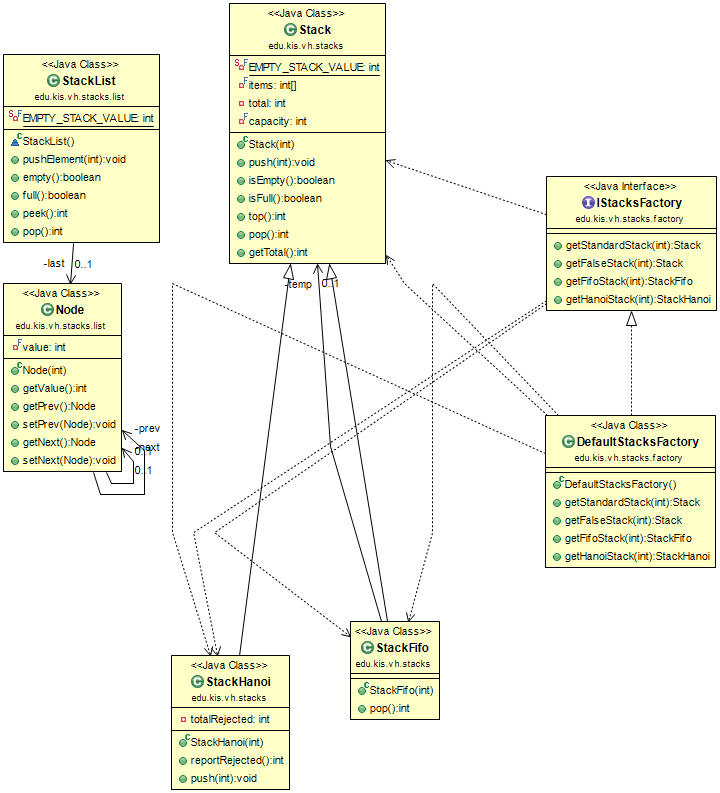 <<Java Class>>
Stack
edu.kis.vh.stacks
EMPTY_STACK_VALUE: int
items: int[]
total: int
capacity: int
Stack(int)
push(int):void
isEmpty():boolean
isFull():boolean
top():int
pop():int
getTotal():int
<<Java Class>>
StackList
edu.kis.vh.stacks.list
EMPTY_STACK_VALUE: int
StackList()
pushElement(int):void
empty():boolean
full():boolean
peek():int
pop():int
-last 0..1
<<Java Class>>
Node
edu.kis.vh.stacks.list
value: int
Node(int)
getValue():int
getPrev():Node
setPrev(Node):void
getNext():Node
setNext(Node):void
-prev
0..1
-next
0..1
-temp 0..1
<<Java Interface>>
IStacksFactory
edu.kis.vh.stacks.factory
getStandardStack(int):Stack
getFalseStack(int):Stack
getFifoStack(int):StackFifo
getHanoiStack(int):StackHanoi
<<Java Class>>
DefaultStacksFactory
edu.kis.vh.stacks.factory
DefaultStacksFactory()
getStandardStack(int):Stack
getFalseStack(int):Stack
getFifoStack(int):StackFifo
getHanoiStack(int):StackHanoi
<<Java Class>>
StackFifo
edu.kis.vh.stacks
StackFifo(int)
pop():int
<<Java Class>>
StackHanoi
edu.kis.vh.stacks
totalRejected: int
StackHanoi(int)
reportRejected():int
push(int):void